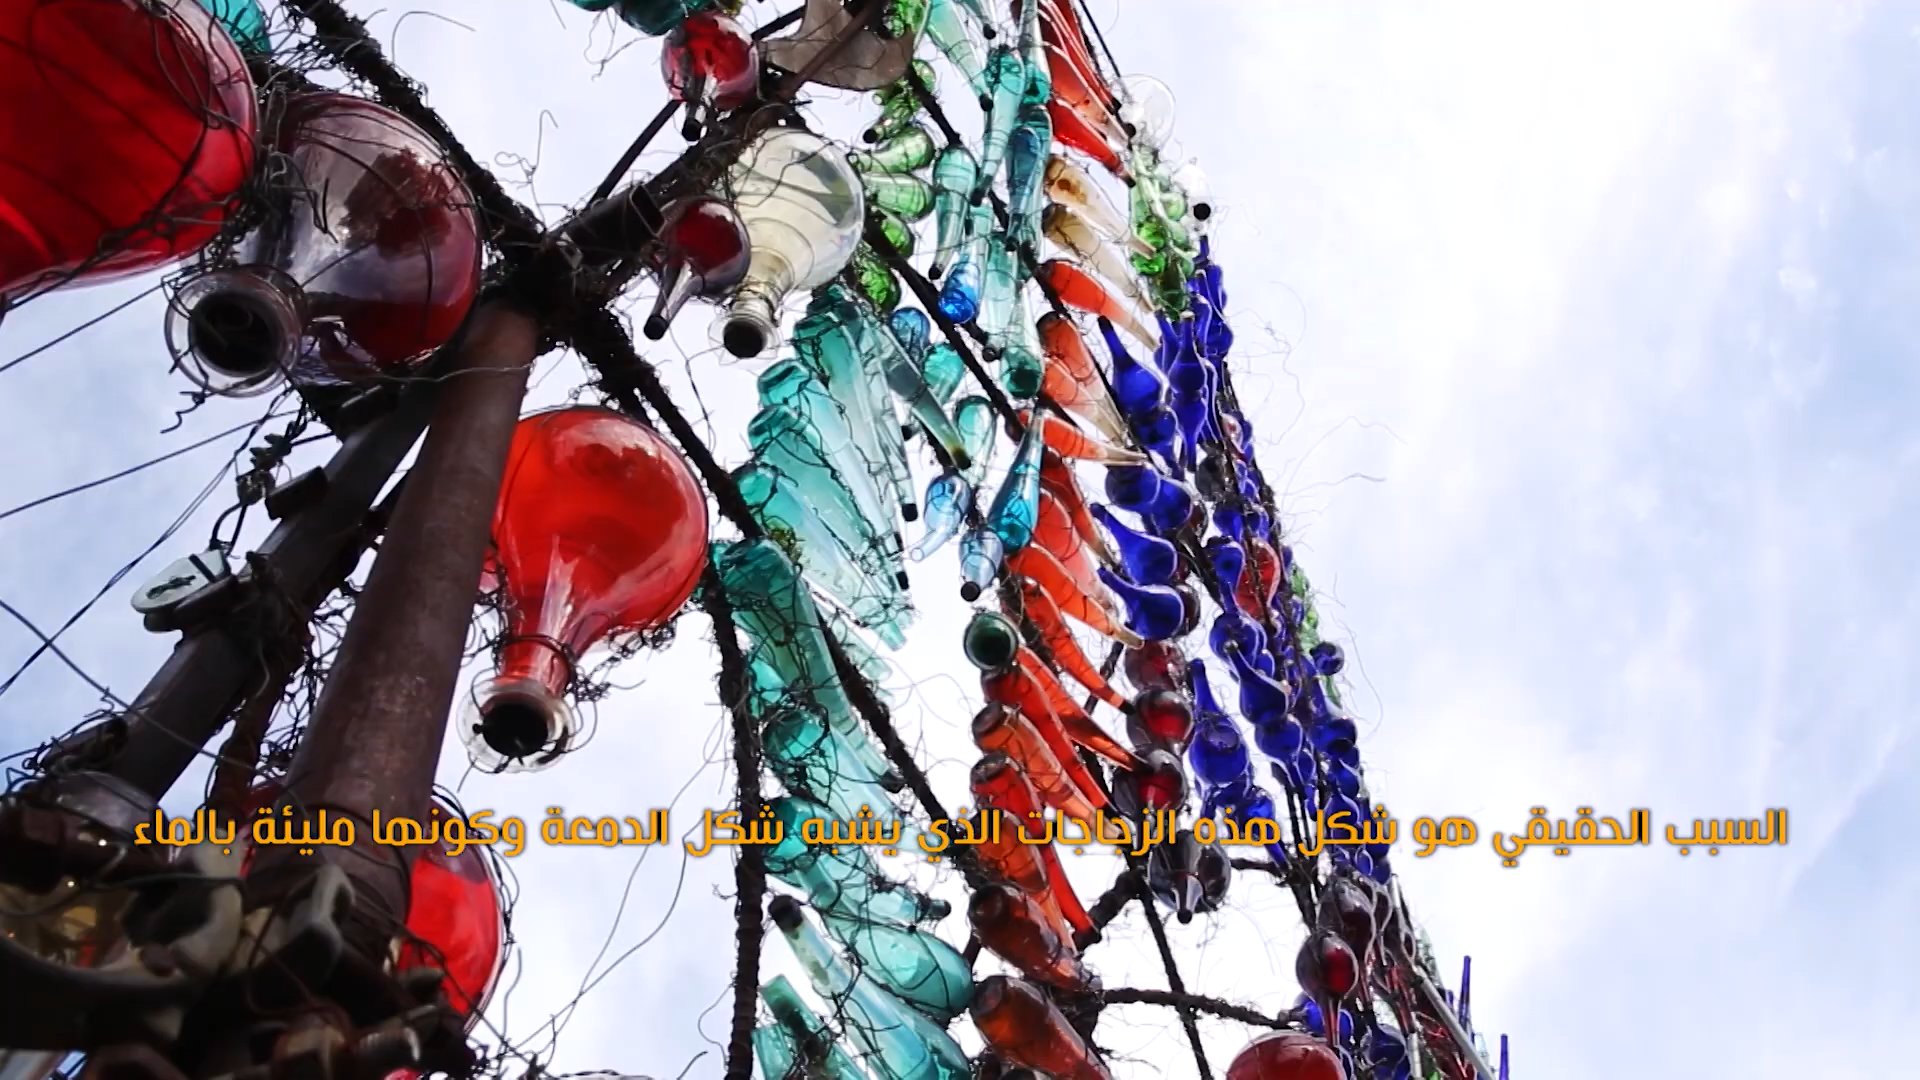 السبب الحقيقي هو شكل هذه الزجاجات الذي يشبه شكل الدمعة وكونها مليئة بالماء